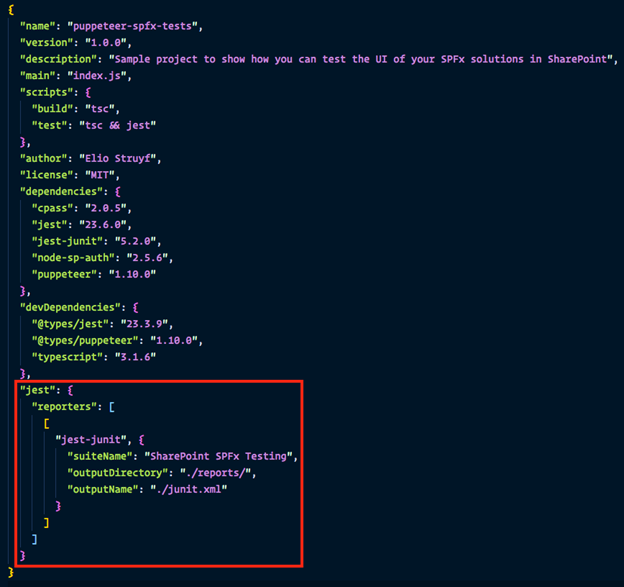 {
"name": "puppeteer-spfx-tests",
"version": "1.0.0",
"description": "Sample project to show how you can test the UI of your SPFx solutions in SharePoint",
"main": "index.js",
"scripts": {
"build": "tsc",
"test": "tsc && jest"
},
"author": "Elio Struyf",
"license": "MIT",
"dependencies": {
"cpass": "2.0.5",
"jest": "23.6.0",
"jest-junit": "5.2.0",
"node-sp-auth": "2.5.6",
"puppeteer": "1.10.0"
},
"devDependencies": {
"@types/jest": "23.3.9",
"@types/puppeteer": "1.10.0",
"typescript": "3.1.6"
},
"jest": {
"reporters": [
[
"jest-junit", {
"suiteName": "SharePoint SPFx Testing",
"outputDirectory": "./reports/",
"outputName": "./junit.xml"
}
]
]
}
}